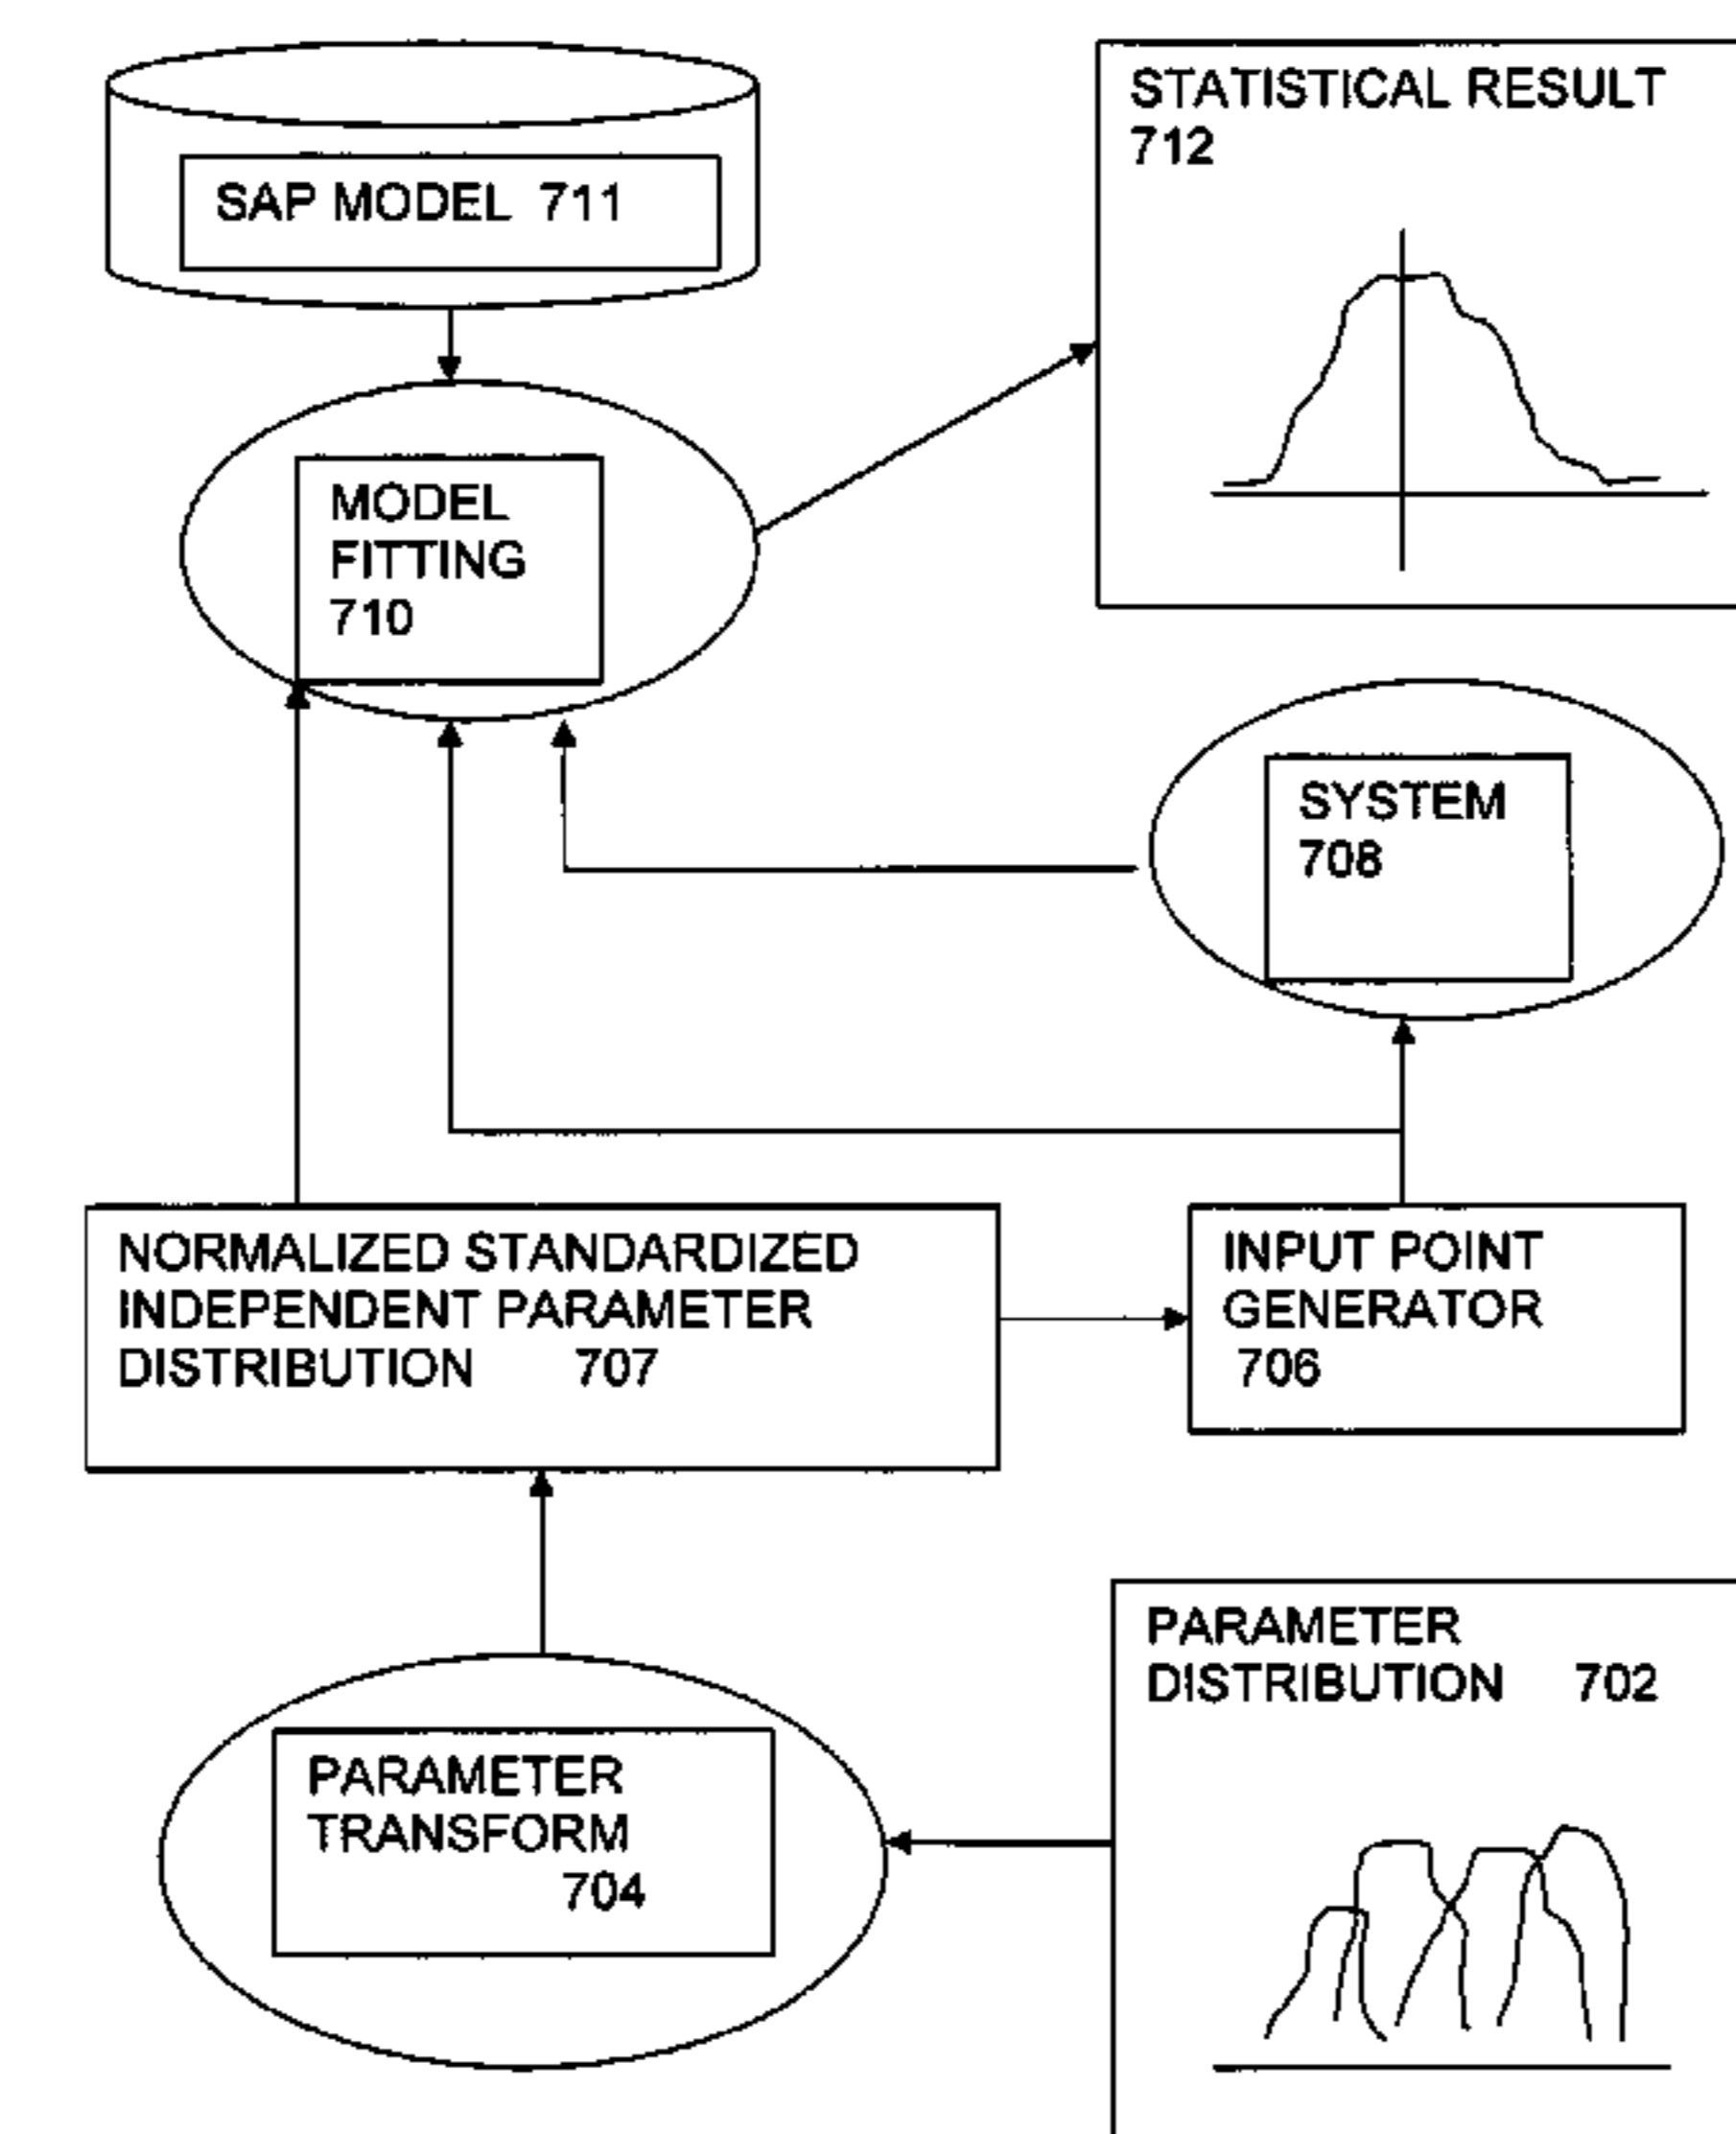 SAP MODEL 711
STATISTICAL RESULT
712
MODEL
FITTING
710
SYSTEM
708
NORMALIZED STANDARDIZED
INDEPENDENT PARAMETER
DISTRIBUTION 707
INPUT POINT
GENERATOR
706
PARAMETER
TRANSFORM
704
PARAMETER
DISTRIBUTION 702